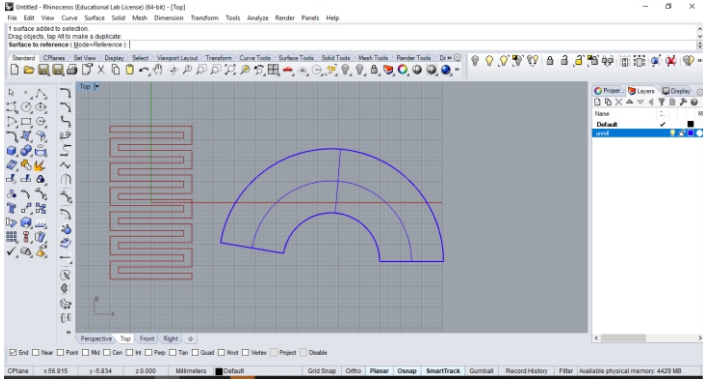 Untitled - Rhinoceros (Educational Lab License) (64-bit) - [Top]
File Edit View Curve Surface Solid Mesh Dimension Transform Tools Analyze Render Panels Help
1 surface added to selection.
Drag objects, tap Alt to make a duplicate:
Surface to reference ( Mode=Reference ):
Standard CPlanes Set View Display Select Viewport Layout Transform Curve Tools Surface Tools Solid Tools Mesh Tools Render Tools Dr
Top
Proper... Layers Display
Name
Default
unroll
y
x
Perspective Top Front Right
End Near Point Mid Cen Int Perp Tan Quad Knot Vertex Project Disable
CPlane x 56.915 y -5.634 z 0.000 Millimeters Default Grid Snap Ortho Planar Osnap SmartTrack Gumball Record History Filter Available physical memory: 4429 MB